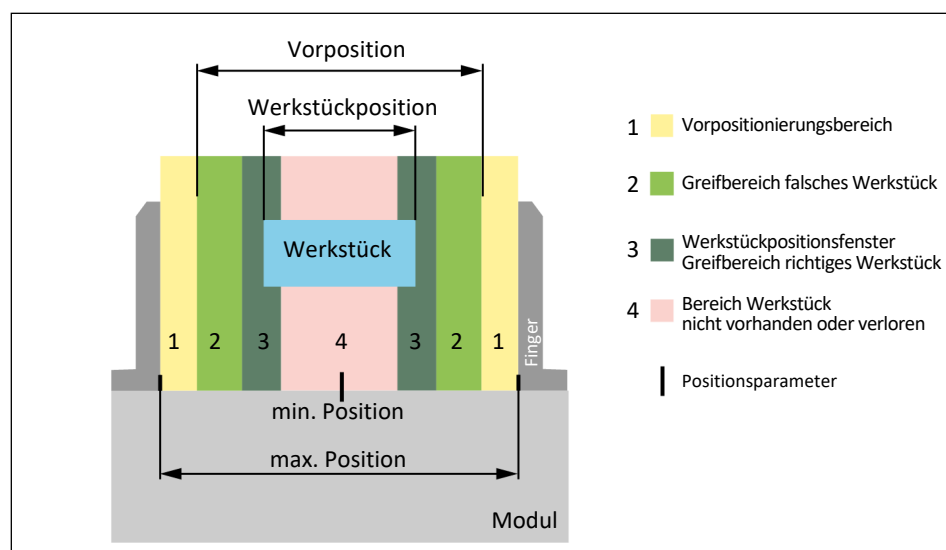 Vorposition
Werkstückposition
Werkstück
1 2 3 4 3 2 1
Finger
min. Position
max. Position
Modul
1 Vorpositionierungsbereich
2 Greifbereich falsches Werkstück
3 Werkstückpositionsfenster
Greifbereich richtiges Werkstück
4 Bereich Werkstück
nicht vorhanden oder verloren
Positionsparameter